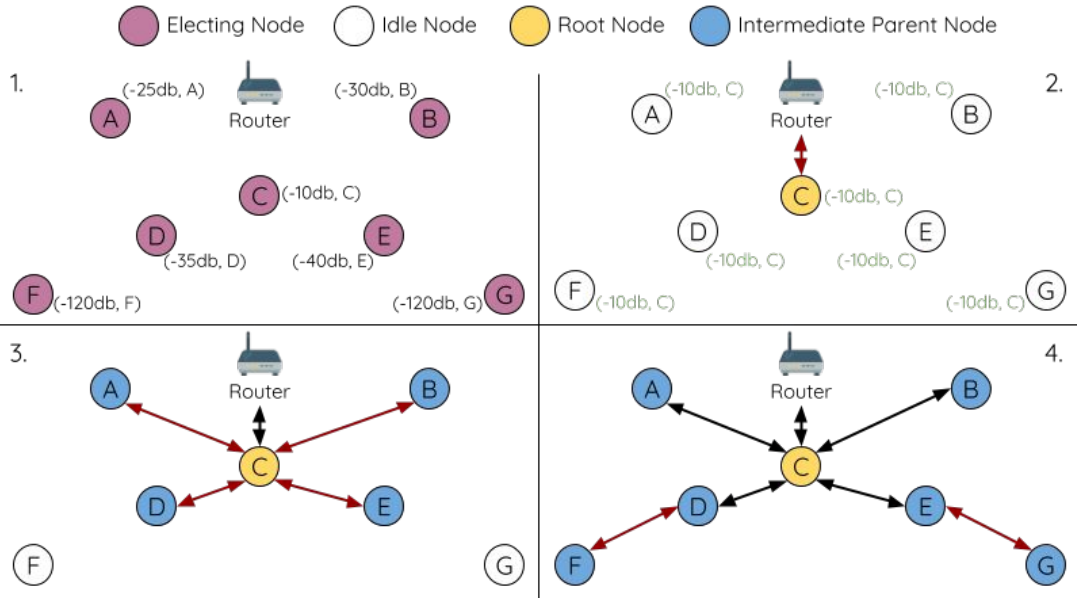 Electing Node Idle Node Root Node Intermediate Parent Node
1.
(-25db, A)
(-30db, B)
A
B
Router
C
(-10db, C)
D
E
(-35db, D)
(-40db, E)
F
(-120db, F)
(-120db, G)
G
2.
(-10db, C)
(-10db, C)
A
B
Router
C
(-10db, C)
D
E
(-10db, C)
(-10db, C)
F
(-10db, C)
(-10db, C)
G
3.
A
Router
B
C
D
E
F
G
4.
A
Router
B
C
D
E
F
G